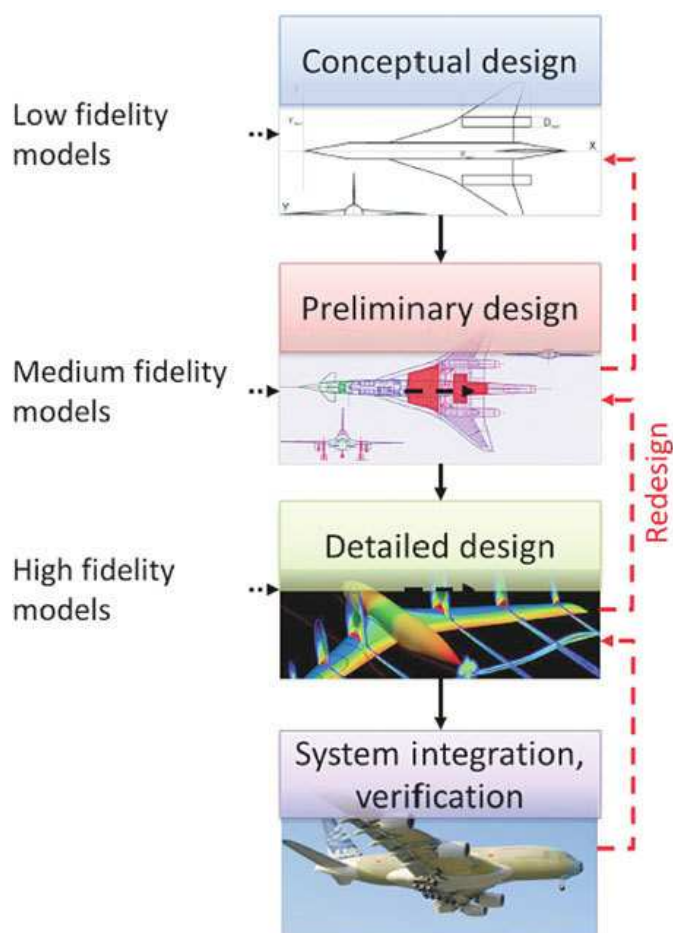 Conceptual design
Low fidelity
models
X
Y
Preliminary design
Medium fidelity
models
Redesign
Detailed design
High fidelity
models
System integration,
verification